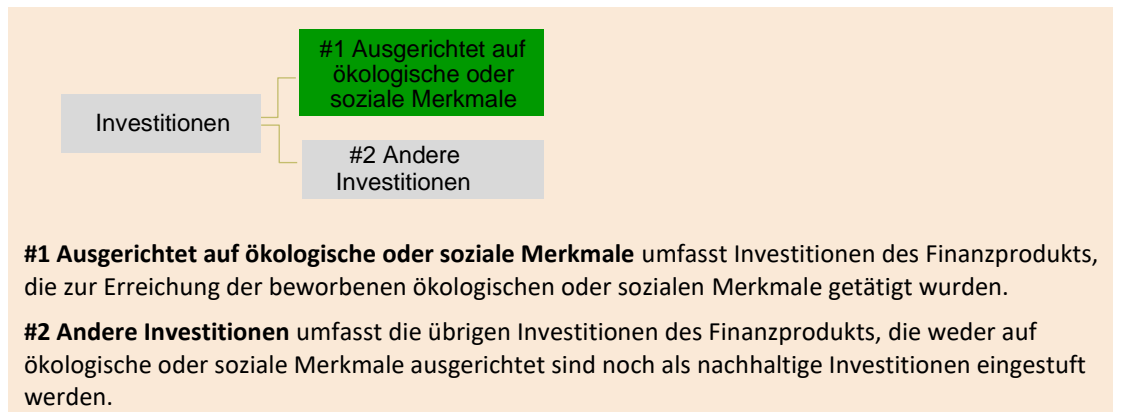 #1 Ausgerichtet auf
ökologische oder
soziale Merkmale
Investitionen
#2 Andere
Investitionen
#1 Ausgerichtet auf ökologische oder soziale Merkmale umfasst Investitionen des Finanzprodukts,
die zur Erreichung der beworbenen ökologischen oder sozialen Merkmale getätigt wurden.
#2 Andere Investitionen umfasst die übrigen Investitionen des Finanzprodukts, die weder auf
ökologische oder soziale Merkmale ausgerichtet sind noch als nachhaltige Investitionen eingestuft
werden.